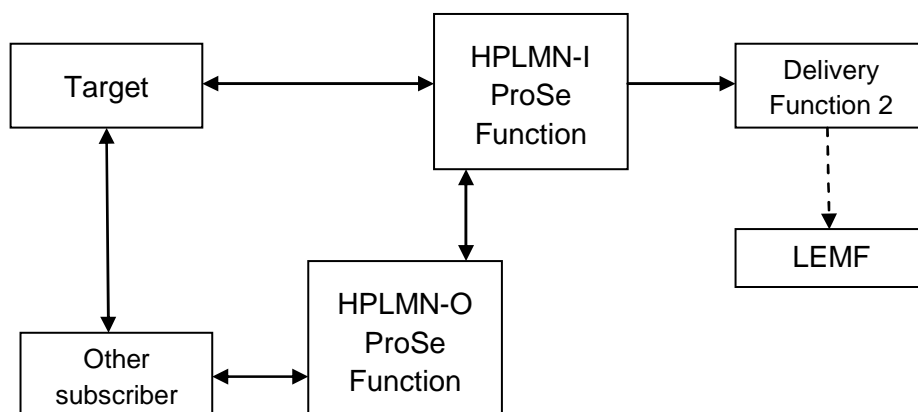 Target
HPLMN-I
ProSe
Function
Delivery
Function 2
LEMF
HPLMN-O
ProSe
Function
Other
subscriber